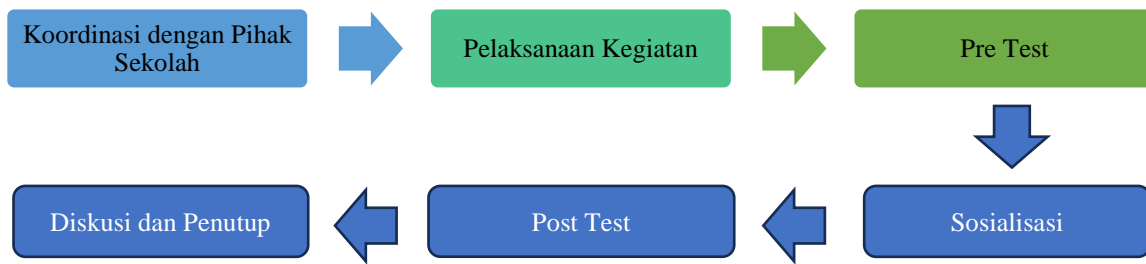 Koordinasi dengan Pihak
Sekolah
Pelaksanaan Kegiatan
Pre Test
Sosialisasi
Post Test
Diskusi dan Penutup